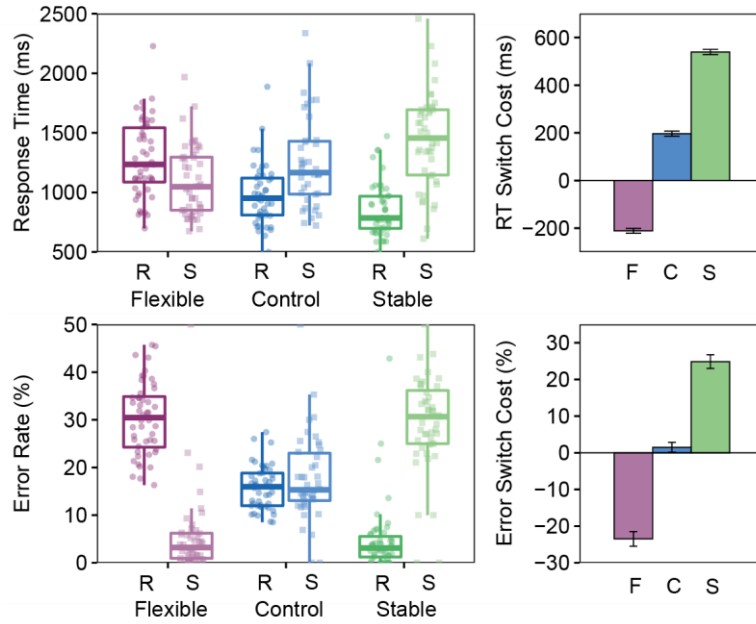 Response Time (ms)
2500
2000
1500
1000
500
R S R S R S
Flexible Control Stable
RT Switch Cost (ms)
600
400
200
0
−200
F C S
Error Rate (%)
50
40
30
20
10
0
R S R S R S
Flexible Control Stable
Error Switch Cost (%)
30
20
10
0
−10
−20
−30
F C S